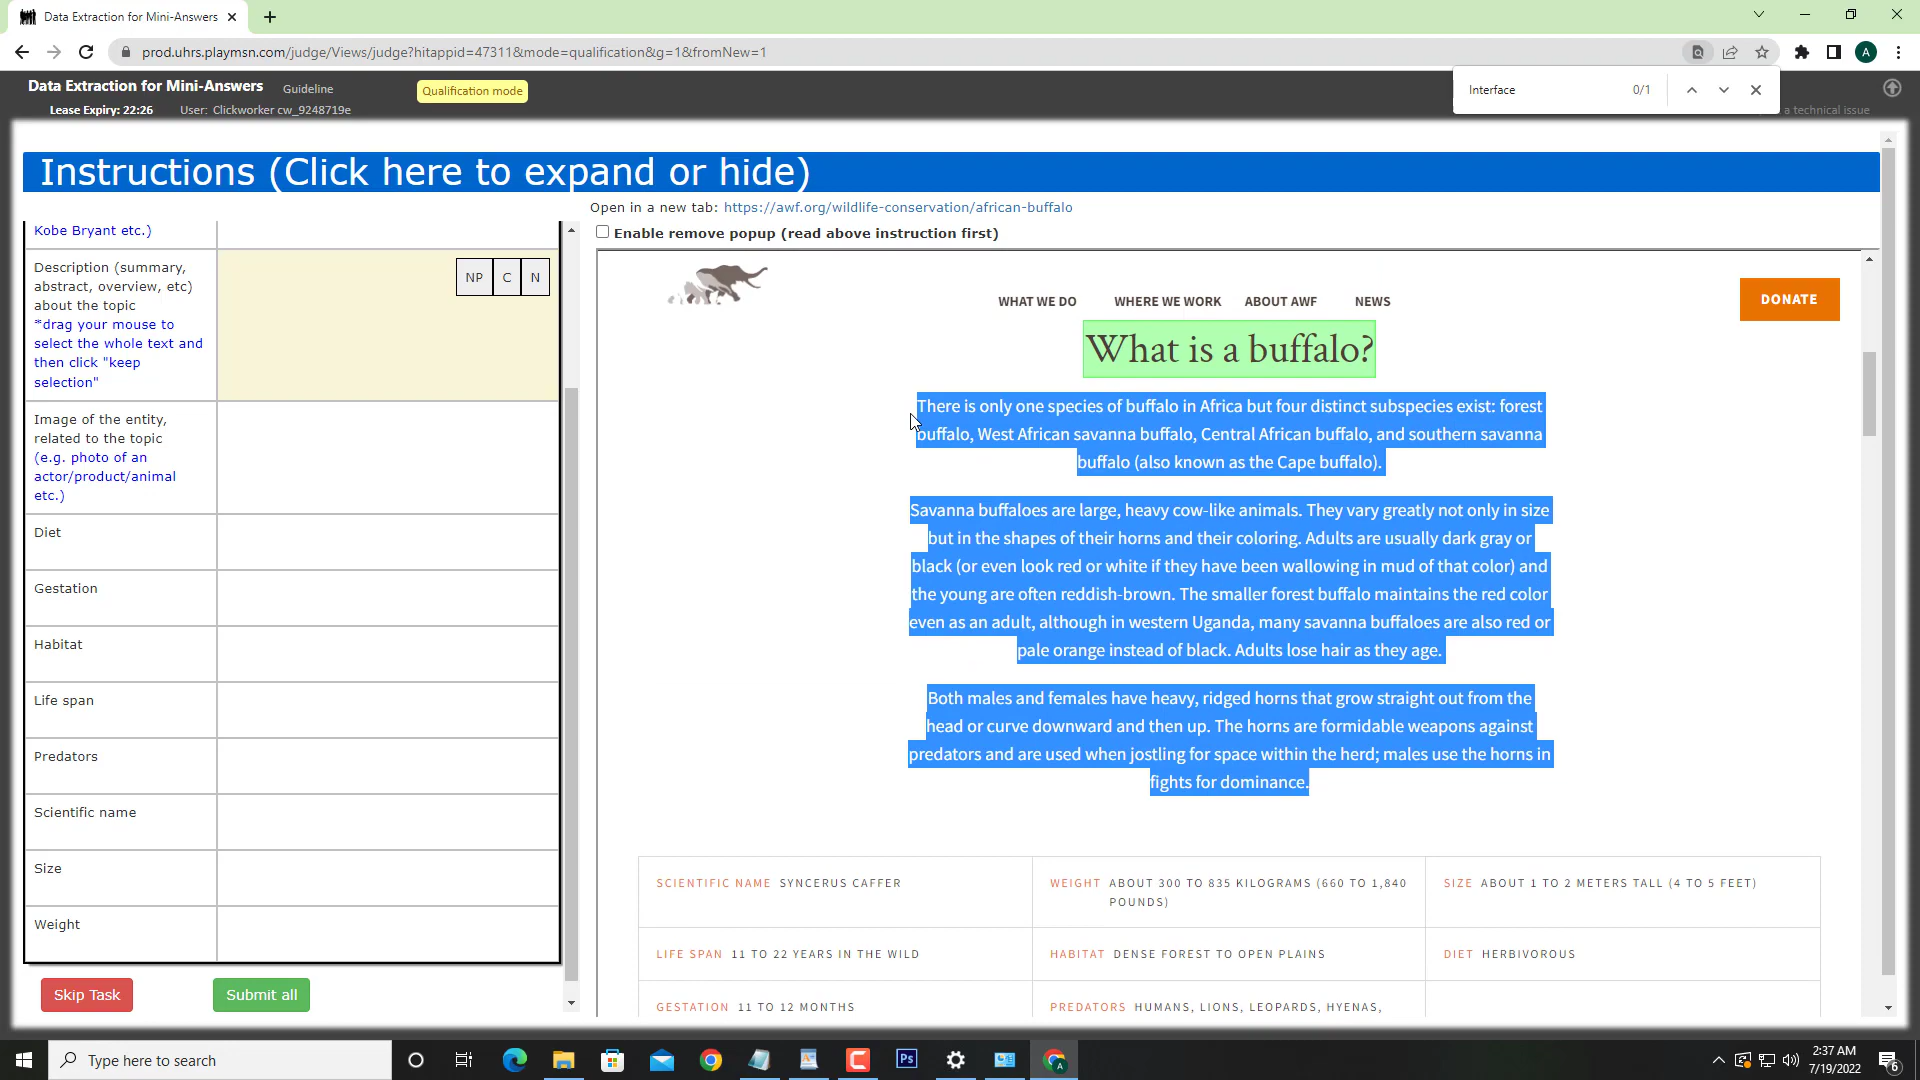 Data Extraction for Mini-Answers
prod.uhrs.playmsn.com/judge/Views/judge?hitappid=47311&mode=qualification&g=1&fromNew=1
A
Data Extraction for Mini-Answers
Guideline
Qualification mode
Lease Expiry: 22:26
User: Clickworker cw_9248719e
Interface
0/1
a technical issue
Instructions (Click here to expand or hide)
Open in a new tab: https://awf.org/wildlife-conservation/african-buffalo
Enable remove popup (read above instruction first)
Kobe Bryant etc.)
Description (summary,
abstract, overview, etc)
about the topic
*drag your mouse to
select the whole text and
then click "keep
selection"
NP
C
N
Image of the entity,
related to the topic
(e.g. photo of an
actor/product/animal
etc.)
Diet
Gestation
Habitat
Life span
Predators
Scientific name
Size
Weight
Skip Task
Submit all
WHAT WE DO
WHERE WE WORK
ABOUT AWF
NEWS
DONATE
What is a buffalo?
There is only one species of buffalo in Africa but four distinct subspecies exist: forest
buffalo, West African savanna buffalo, Central African buffalo, and southern savanna
buffalo (also known as the Cape buffalo).
Savanna buffaloes are large, heavy cow-like animals. They vary greatly not only in size
but in the shapes of their horns and their coloring. Adults are usually dark gray or
black (or even look red or white if they have been wallowing in mud of that color) and
the young are often reddish-brown. The smaller forest buffalo maintains the red color
even as an adult, although in western Uganda, many savanna buffaloes are also red or
pale orange instead of black. Adults lose hair as they age.
Both males and females have heavy, ridged horns that grow straight out from the
head or curve downward and then up. The horns are formidable weapons against
predators and are used when jostling for space within the herd; males use the horns in
fights for dominance.
SCIENTIFIC NAME SYNCERUS CAFFER
WEIGHT ABOUT 300 TO 835 KILOGRAMS (660 TO 1,840
POUNDS)
SIZE ABOUT 1 TO 2 METERS TALL (4 TO 5 FEET)
LIFE SPAN 11 TO 22 YEARS IN THE WILD
HABITAT DENSE FOREST TO OPEN PLAINS
DIET HERBIVOROUS
GESTATION 11 TO 12 MONTHS
PREDATORS HUMANS, LIONS, LEOPARDS, HYENAS,
Type here to search
Ps
A
2:37 AM
7/19/2022
6